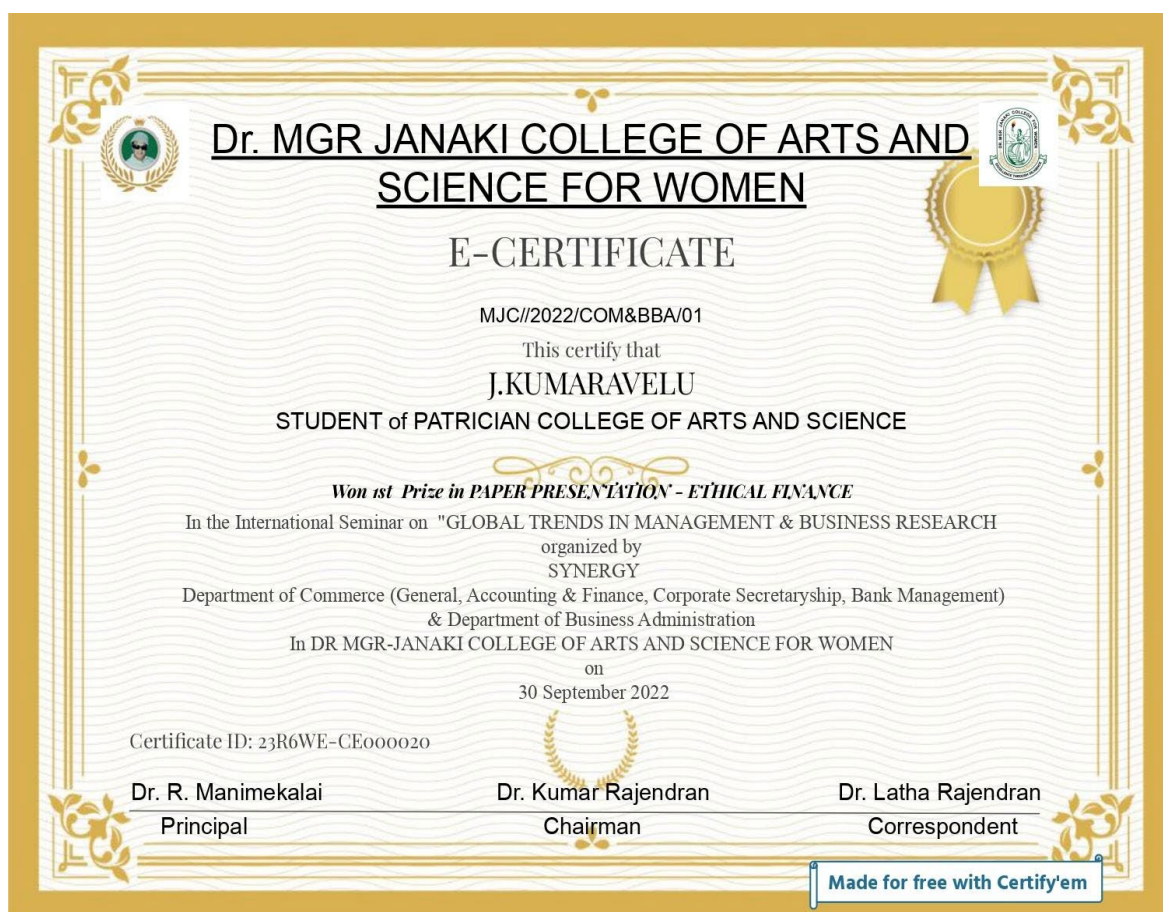 Dr. MGR JANAKI COLLEGE OF ARTS AND
SCIENCE FOR WOMEN
E-CERTIFICATE
MJC//2022/COM&BBA/01
This certify that
J.KUMARAVELU
STUDENT of PATRICIAN COLLEGE OF ARTS AND SCIENCE
Won 1st Prize in PAPER PRESENTATION - ETHICAL FINANCE
In the International Seminar on "GLOBAL TRENDS IN MANAGEMENT & BUSINESS RESEARCH
organized by
SYNERGY
Department of Commerce (General, Accounting & Finance, Corporate Secretaryship, Bank Management)
& Department of Business Administration
In DR MGR-JANAKI COLLEGE OF ARTS AND SCIENCE FOR WOMEN
on
30 September 2022
Certificate ID: 23R6WE-CE000020
Dr. R. Manimekalai Dr. Kumar Rajendran Dr. Latha Rajendran
Principal Chairman Correspondent
Made for free with Certify'em